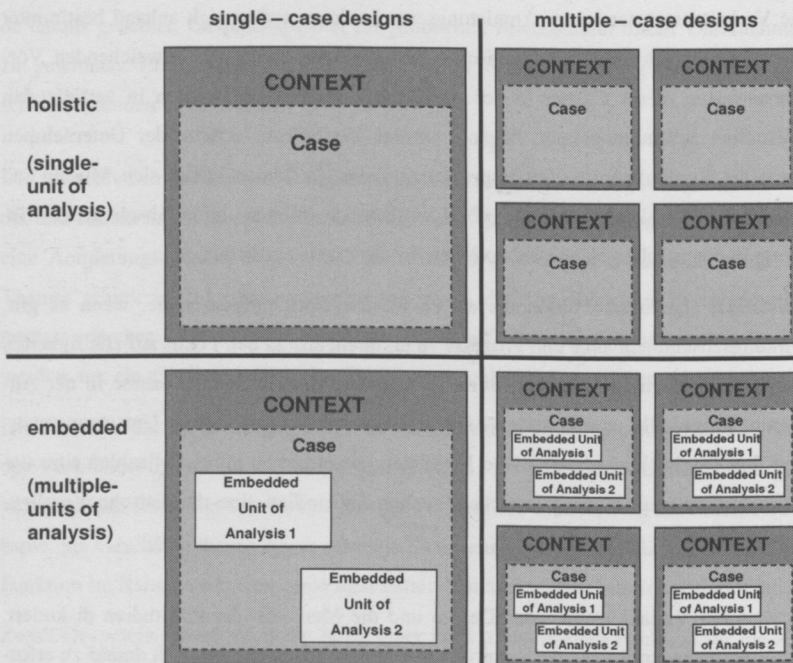 single – case designs
multiple – case designs
holistic
(single-
unit of
analysis)
CONTEXT
Case
CONTEXT
Case
CONTEXT
Case
CONTEXT
Case
CONTEXT
Case
embedded
(multiple-
units of
analysis)
CONTEXT
Case
Embedded
Unit of
Analysis 1
Embedded
Unit of
Analysis 2
CONTEXT
Case
Embedded Unit
of Analysis 1
Embedded Unit
of Analysis 2
CONTEXT
Case
Embedded Unit
of Analysis 1
Embedded Unit
of Analysis 2
CONTEXT
Case
Embedded Unit
of Analysis 1
Embedded Unit
of Analysis 2
CONTEXT
Case
Embedded Unit
of Analysis 1
Embedded Unit
of Analysis 2